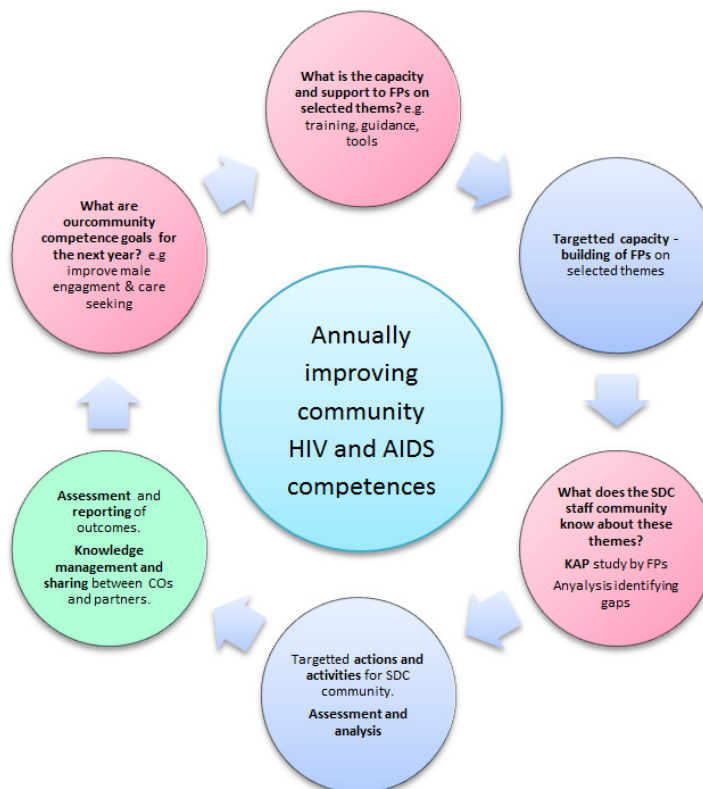 What is the capacity
and support to FPs on
selected thems? e.g.
training, guidance,
tools
Targetted capacity -
building of FPs on
selected themes
What does the SDC
staff community
know about these
themes?
KAP study by FPs
Anyalysis identifying
gaps
Targetted actions and
activities for SDC
community.
Assessment and
analysis
Assessment and
reporting of
outcomes.
Knowledge
management and
sharing between COs
and partners.
What are
ourcommunity
competence goals for
the next year? e.g
improve male
engagment & care
seeking
Annually
improving
community
HIV and AIDS
competences